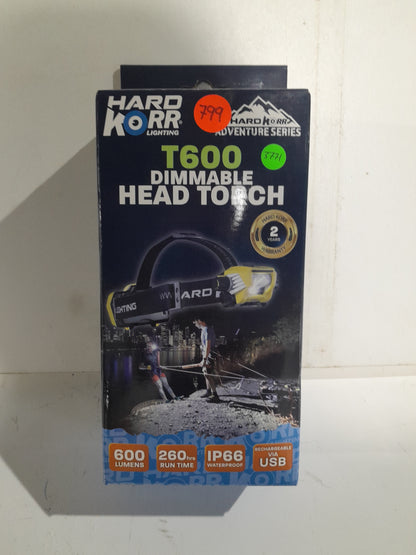 HARD
KORR
LIGHTING
799
HARD KORR
ADVENTURE SERIES
T600
5771
DIMMABLE
HEAD TORCH
HARD KORR
2
YEARS
WARRANTY
LIGHTING
HARD
600
LUMENS
260hrs
RUN TIME
IP66
WATERPROOF
RECHARGEABLE
VIA
USB